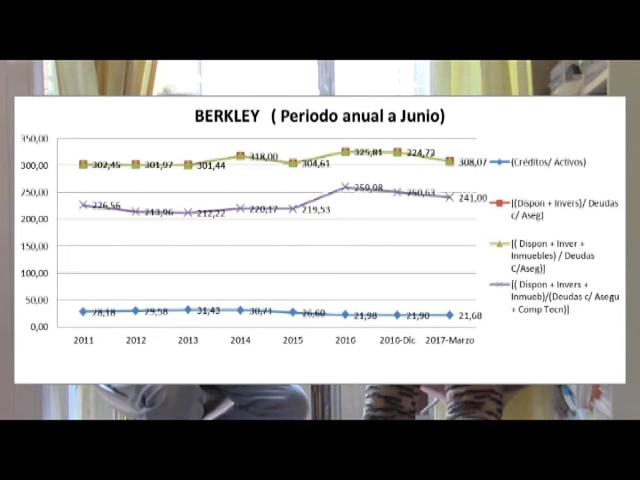 BERKLEY ( Periodo anual a Junio)
350,00
300,00
250,00
200,00
150,00
100,00
50,00
0,00
302,45 301,97 301,44 318,00 304,61 325,81 324,72 308,07
226,56 213,96 212,22 220,17 219,53 259,98 250,63 241,00
28,18 29,58 31,43 30,71 26,60 21,98 21,90 21,68
2011 2012 2013 2014 2015 2016 2016-Dic 2017-Marzo
(Créditos/ Activos)
[(Dispon + Invers)/ Deudas
c/ Aseg]
[( Dispon + Inver +
Inmuebles) / Deudas
C/Aseg)]
[( Dispon + Invers +
Inmueb)/(Deudas c/ Asegu
+ Comp Tecn)]